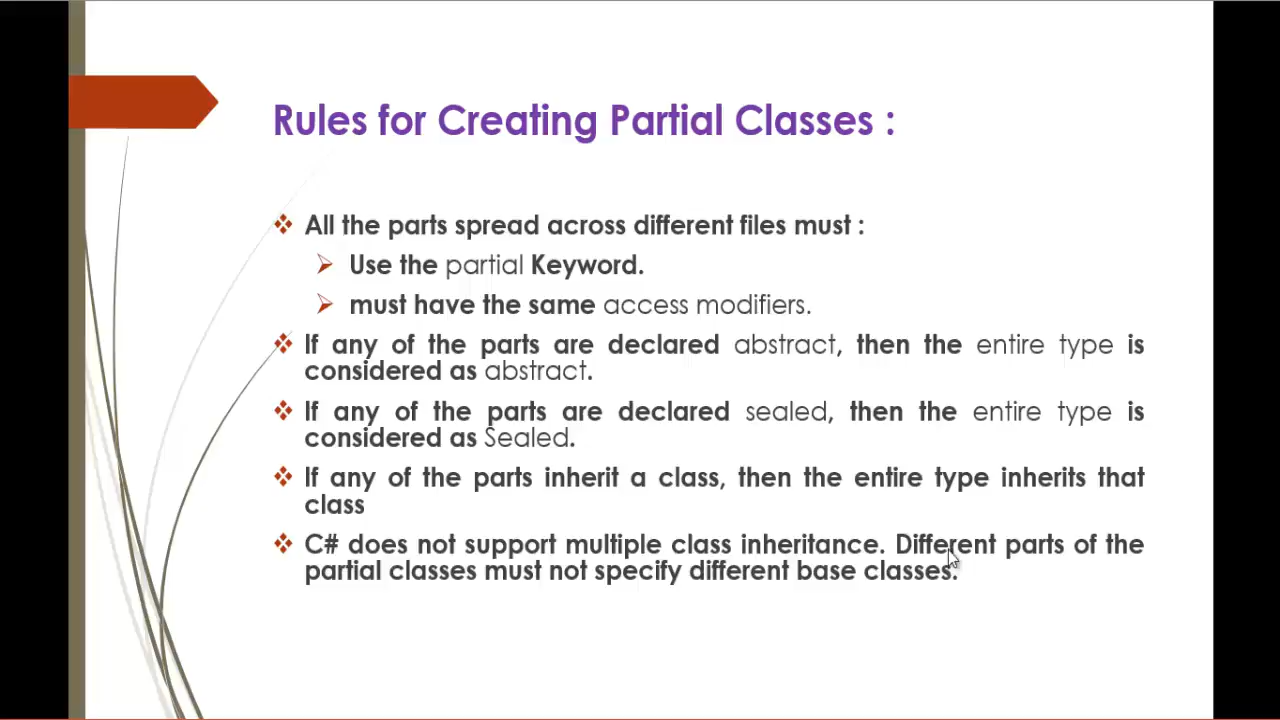 Rules for Creating Partial Classes :
All the parts spread across different files must :
Use the partial Keyword.
must have the same access modifiers.
If any of the parts are declared abstract, then the entire type is
considered as abstract.
If any of the parts are declared sealed, then the entire type is
considered as Sealed.
If any of the parts inherit a class, then the entire type inherits that
class
C# does not support multiple class inheritance. Different parts of the
partial classes must not specify different base classes.